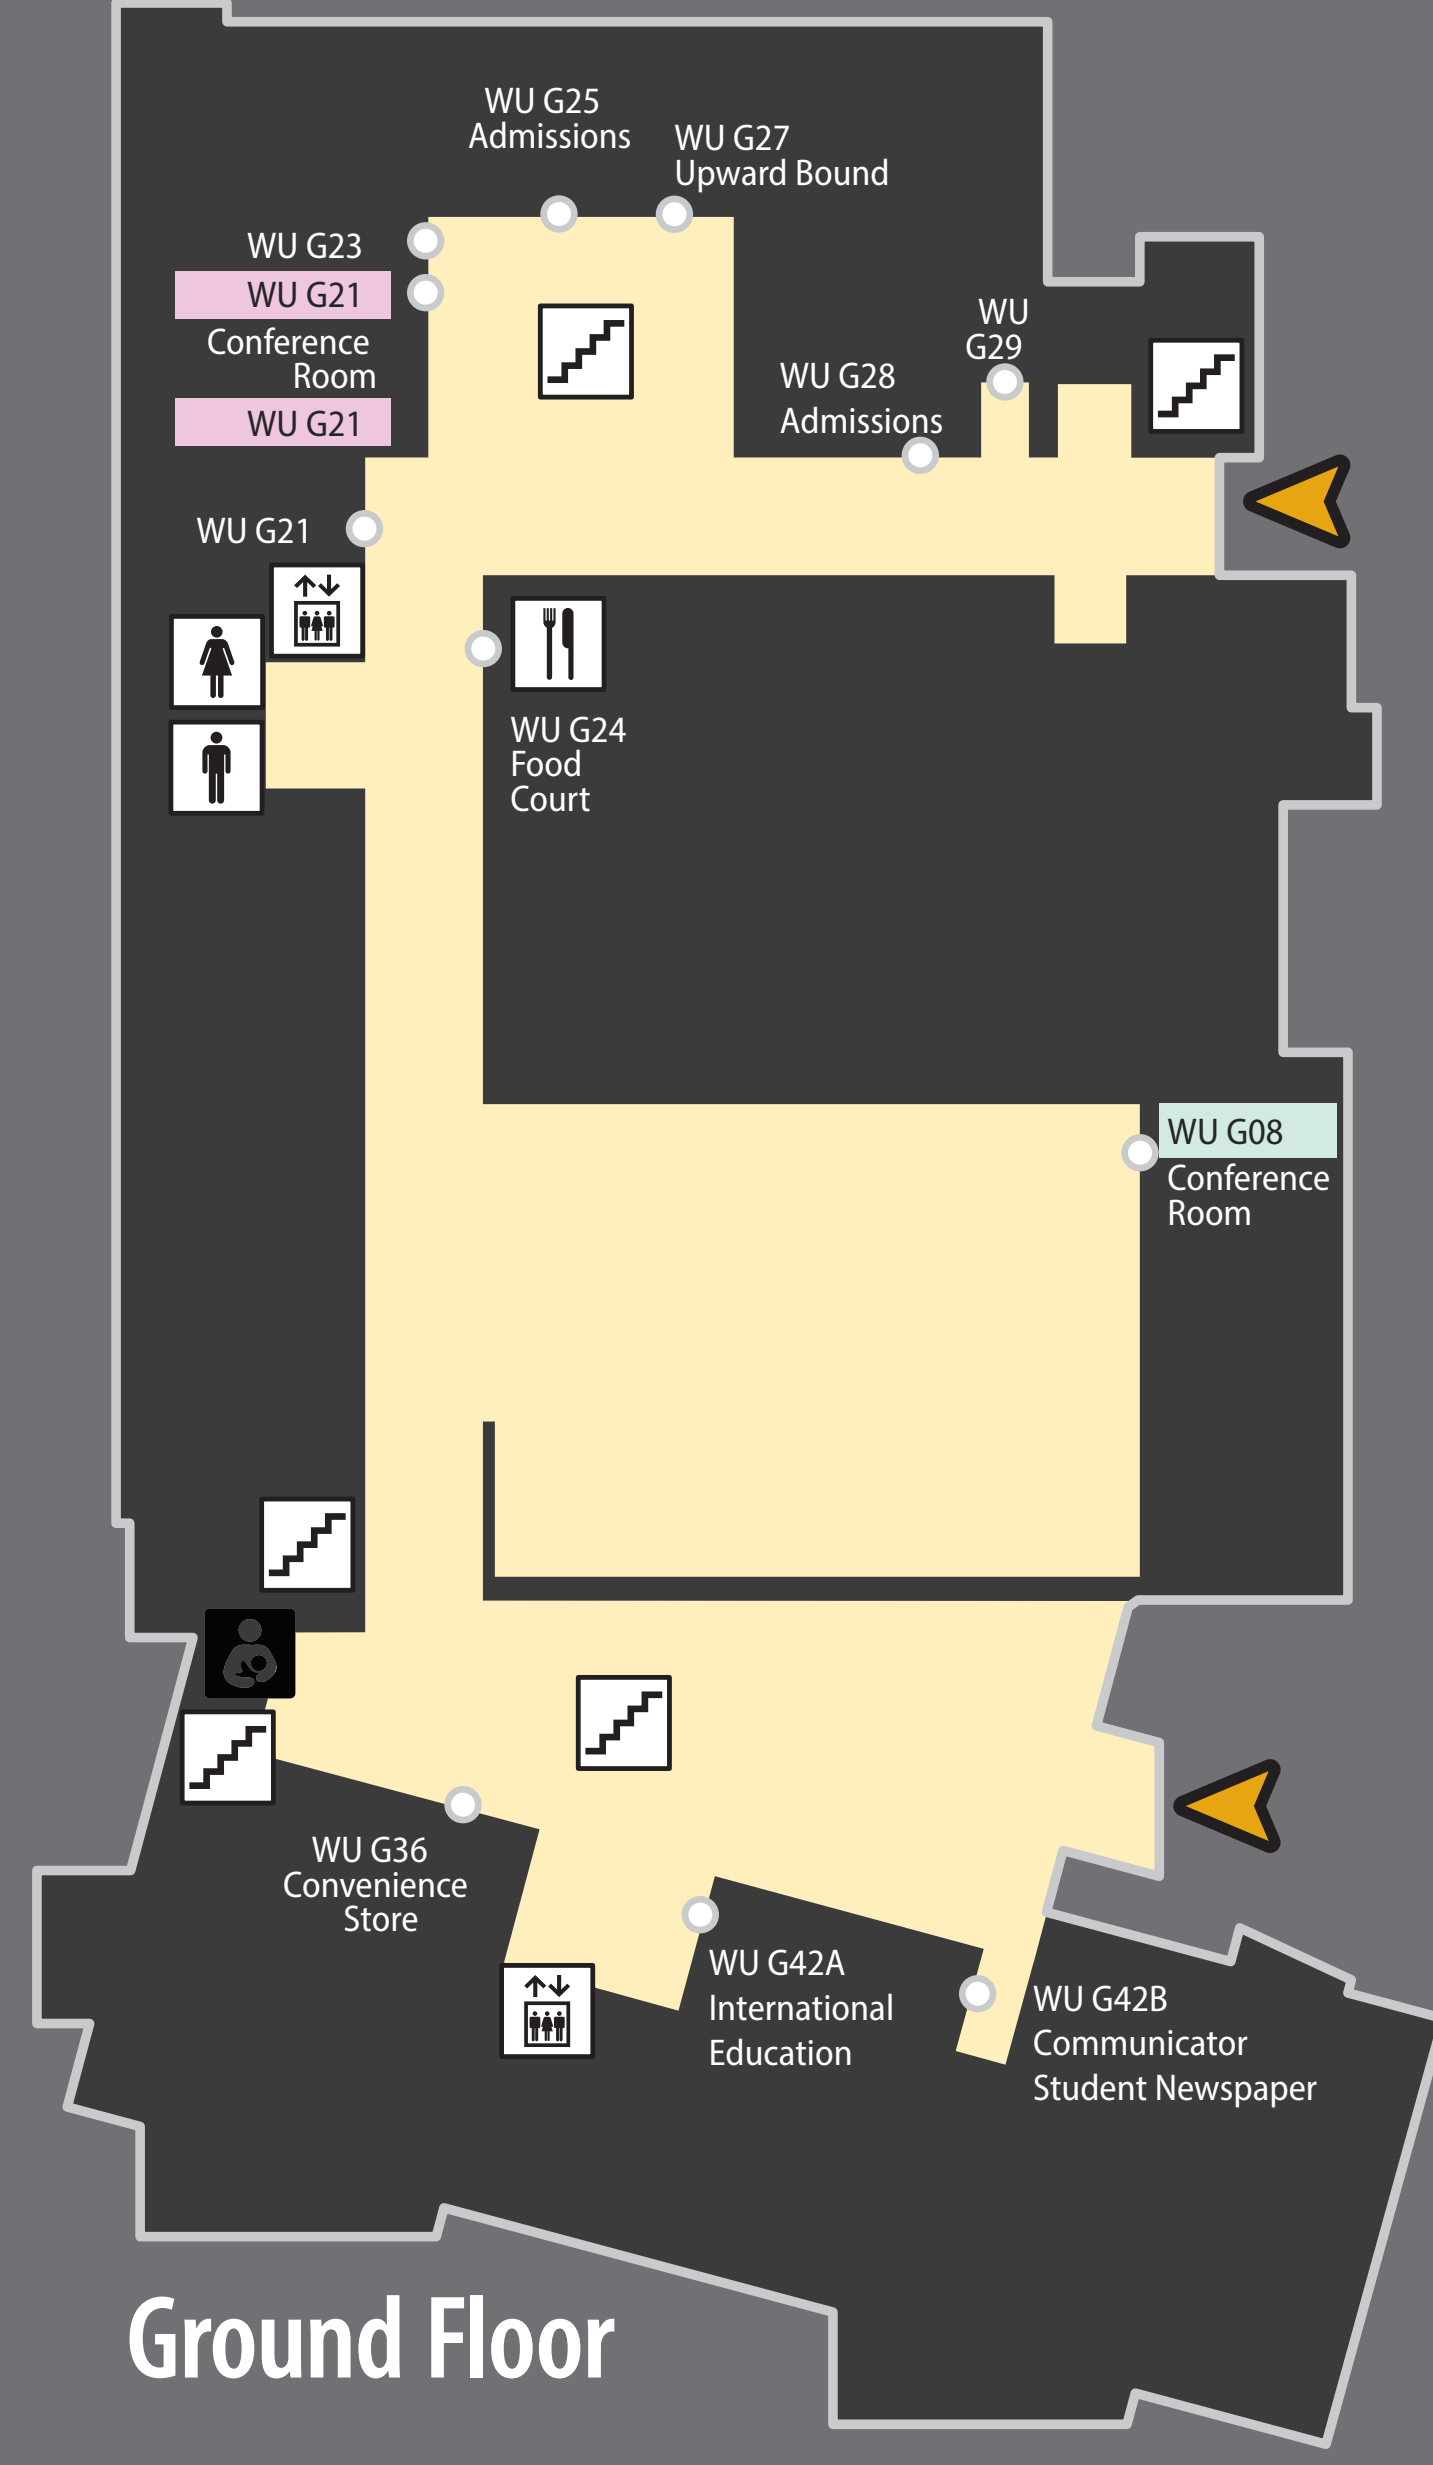 WU G25
Admissions
WU G27
Upward Bound
WU G23
WU G21
Conference
Room
WU G21
WU
G29
WU G28
Admissions
WU G21
WU G24
Food
Court
WU G08
Conference
Room
WU G36
Convenience
Store
WU G42A
International
Education
WU G42B
Communicator
Student Newspaper
Ground Floor